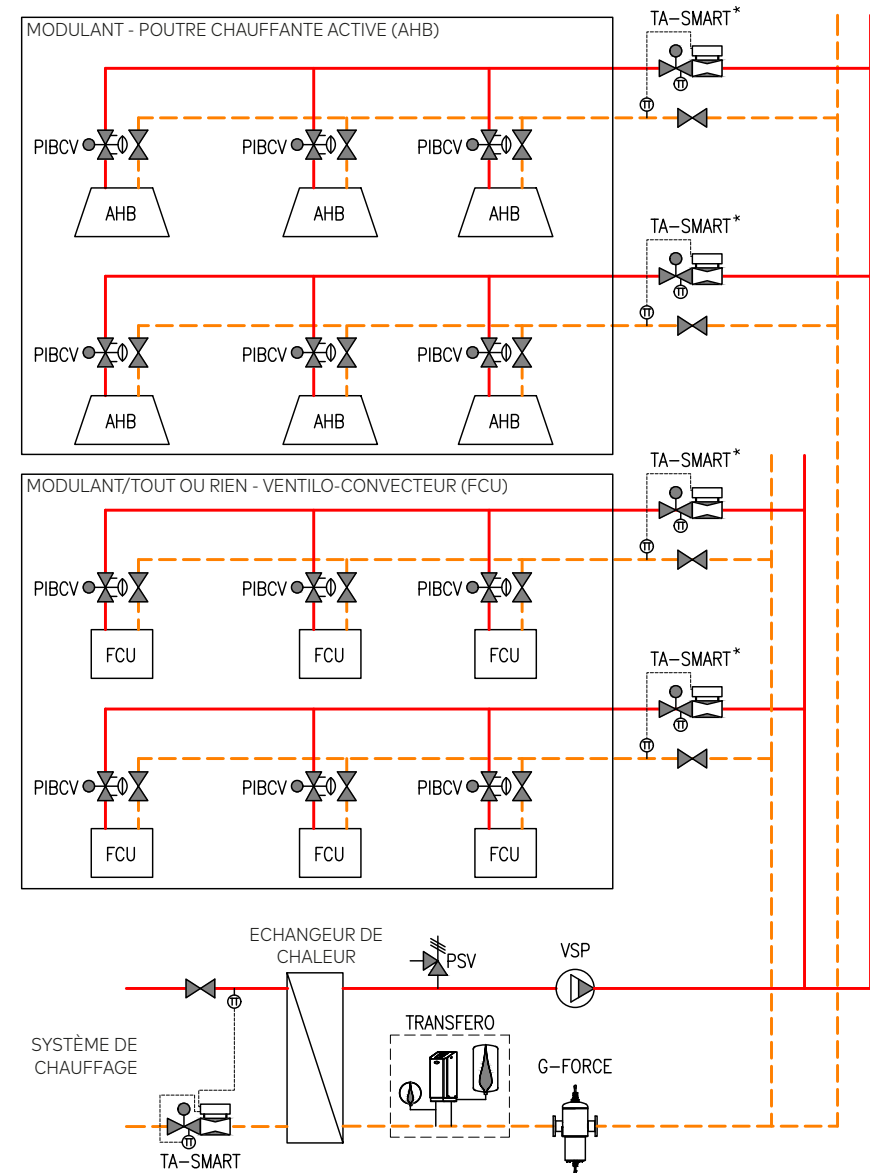 MODULANT - POUTRE CHAUFFANTE ACTIVE (AHB)
TA-SMART*
PIBCV
PIBCV
PIBCV
AHB
AHB
AHB
TA-SMART*
PIBCV
PIBCV
PIBCV
AHB
AHB
AHB
TA-SMART*
MODULANT/TOUT OU RIEN - VENTILO-CONVECTEUR (FCU)
PIBCV
PIBCV
PIBCV
FCU
FCU
FCU
TA-SMART*
PIBCV
PIBCV
PIBCV
FCU
FCU
FCU
ECHANGEUR DE
CHALEUR
PSV
VSP
SYSTÈME DE
CHAUFFAGE
TRANSFERO
G-FORCE
TA-SMART